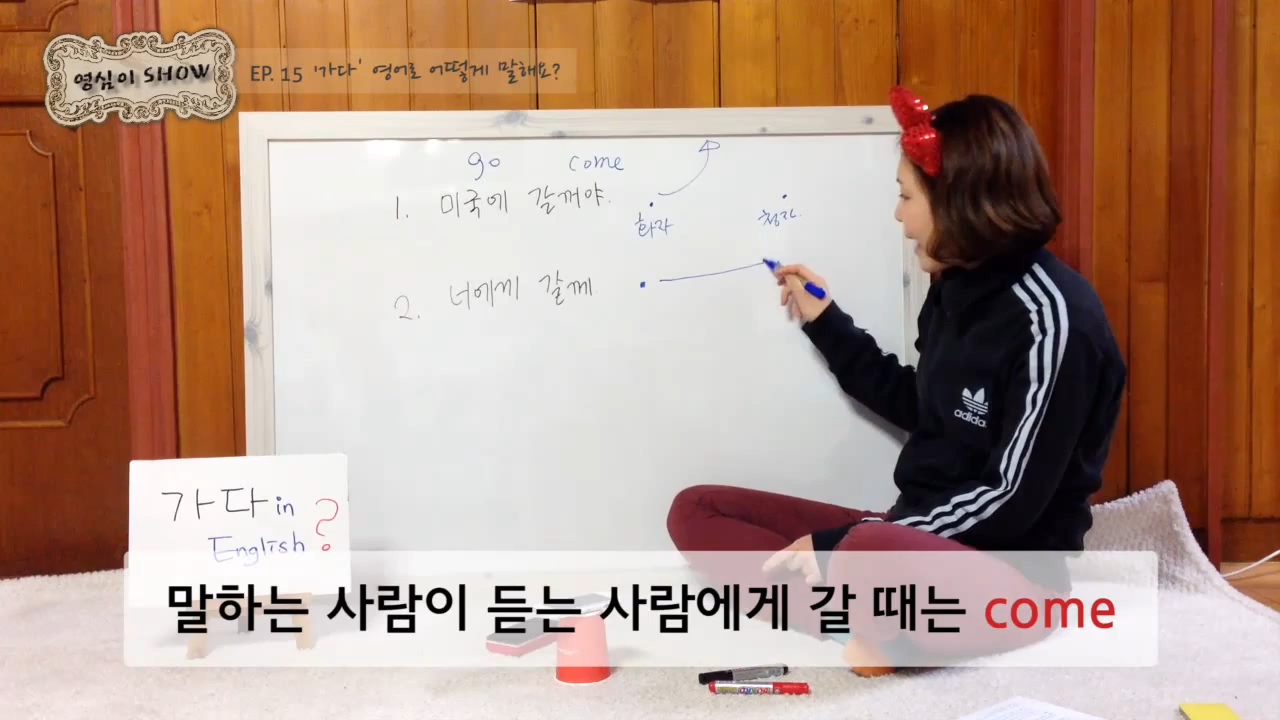 영심이 SHOW
EP. 15 '가다' 영어로 어떻게 말해요?
go come
1. 미국에 갈꺼야.
화자 청자.
2. 너에게 갈께
adidas
가다 in
English ?
말하는 사람이 듣는 사람에게 갈 때는 come